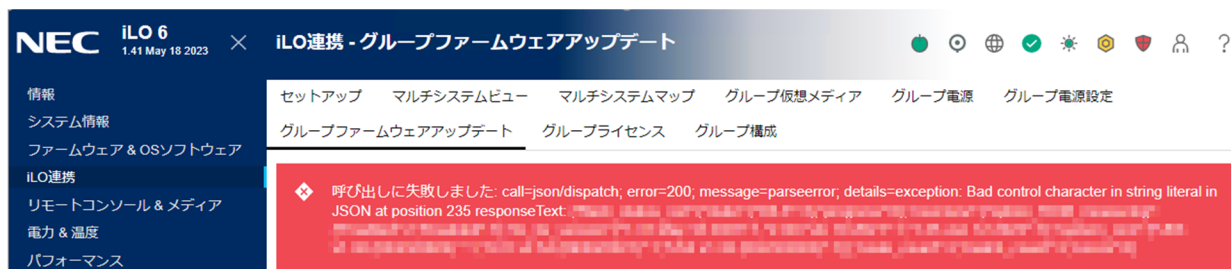 NEC
iLO 6
1.41 May 18 2023
iLO連携 - グループファームウェアアップデート
?
情報
セットアップ マルチシステムビュー マルチシステムマップ グループ仮想メディア グループ電源 グループ電源設定
システム情報
グループファームウェアアップデート グループライセンス グループ構成
ファームウェア & OSソフトウェア
iLO連携
リモートコンソール & メディア
電力 & 温度
パフォーマンス
呼び出しに失敗しました: call=json/dispatch; error=200; message=parseerror; details=exception: Bad control character in string literal in
JSON at position 235 responseText: